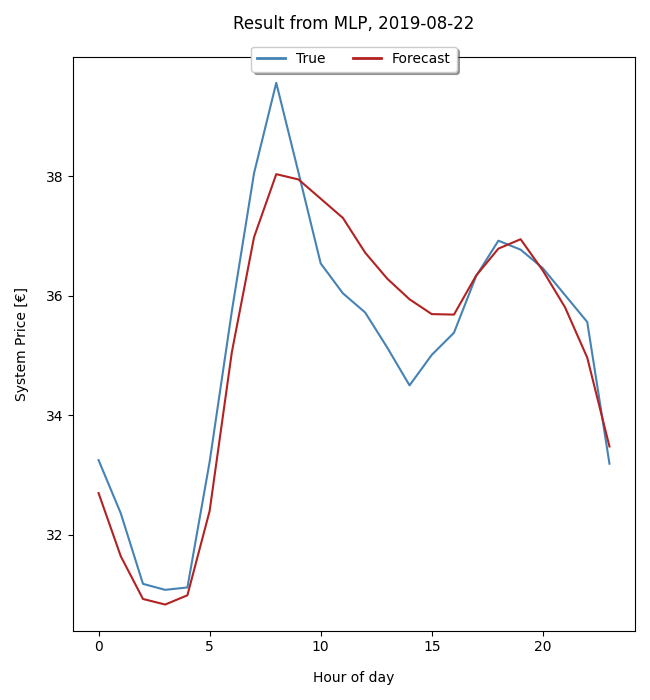 Result from MLP, 2019-08-22
True Forecast
38
36
34
32
System Price [€]
0 5 10 15 20
Hour of day